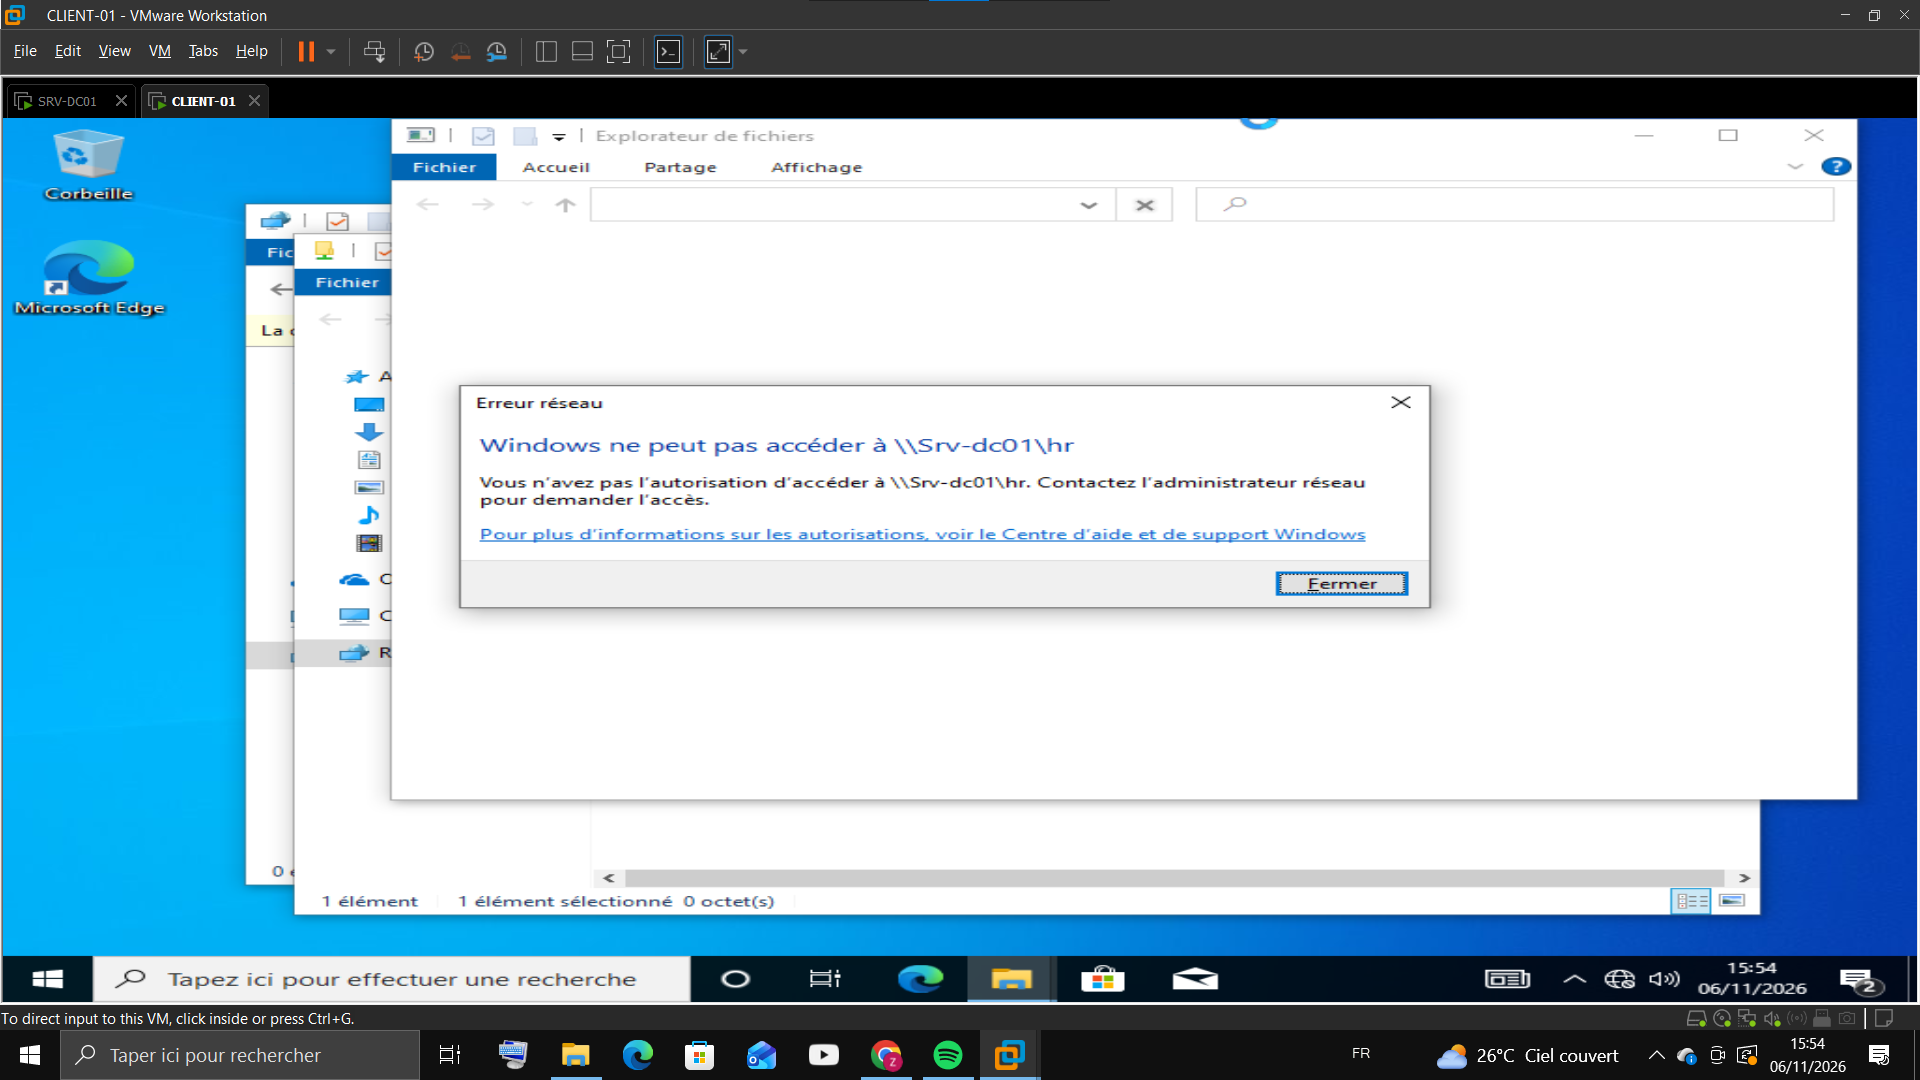 CLIENT-01 - VMware Workstation
File Edit View VM Tabs Help
SRV-DC01 CLIENT-01
Corbeille
Microsoft Edge
Explorateur de fichiers
Fichier Accueil Partage Affichage
Fic
Fichier
La
A
C
C
R
Erreur réseau
Windows ne peut pas accéder à \\Srv-dc01\hr
Vous n'avez pas l'autorisation d'accéder à \\Srv-dc01\hr. Contactez l'administrateur réseau
pour demander l'accès.
Pour plus d'informations sur les autorisations, voir le Centre d'aide et de support Windows
Fermer
0
1 élément 1 élément sélectionné 0 octet(s)
Tapez ici pour effectuer une recherche
15:54
06/11/2026
2
To direct input to this VM, click inside or press Ctrl+G.
Taper ici pour rechercher
FR
26°C Ciel couvert
15:54
06/11/2026